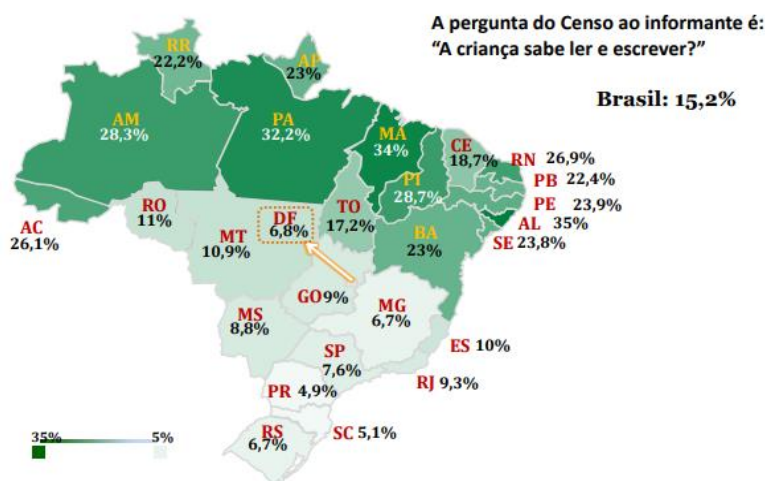 A pergunta do Censo ao informante é:
“A criança sabe ler e escrever?”
Brasil: 15,2%
RR
22,2%
AP
23%
AM
28,3%
PA
32,2%
MA
34%
CE
18,7%
RN 26,9%
PB 22,4%
PI
28,7%
PE 23,9%
AL 35%
SE 23,8%
AC
26,1%
RO
11%
MT
10,9%
DF
6,8%
TO
17,2%
BA
23%
GO 9%
MG
6,7%
MS
8,8%
ES 10%
SP
7,6%
RJ 9,3%
PR 4,9%
RS
6,7%
SC 5,1%
35% 5%